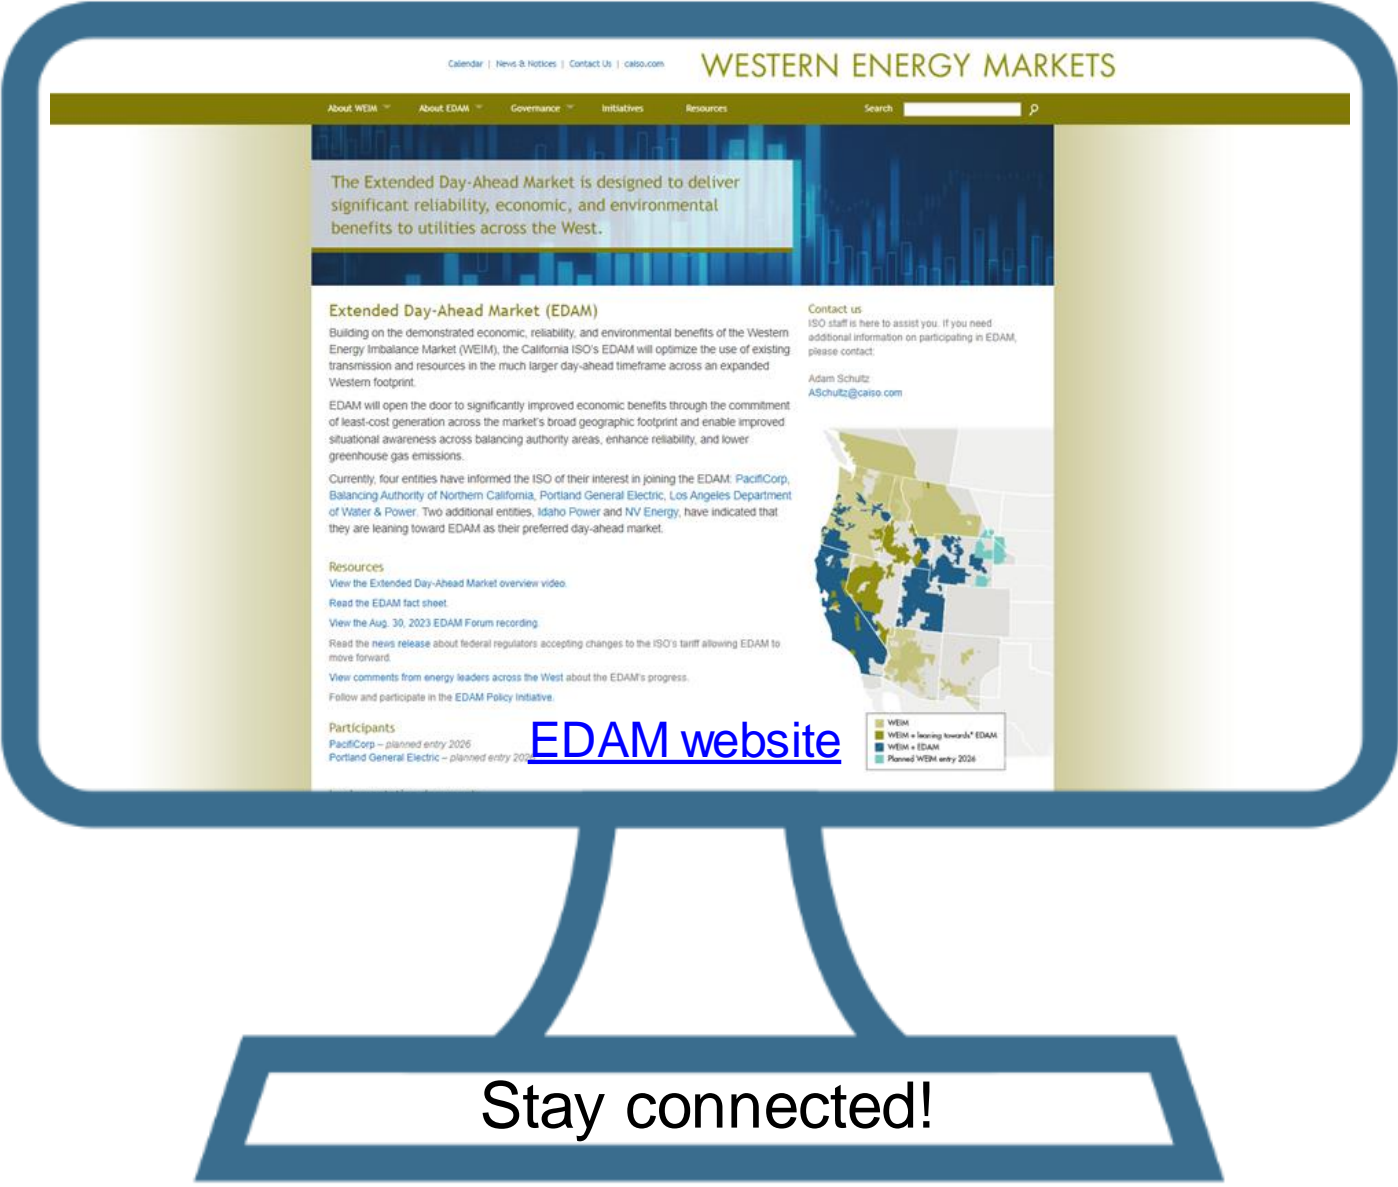 Calendar | News & Notices | Contact Us | caiso.com
WESTERN ENERGY MARKETS
About WEIM
About EDAM
Governance
Initiatives
Resources
Search
The Extended Day-Ahead Market is designed to deliver
significant reliability, economic, and environmental
benefits to utilities across the West.
Extended Day-Ahead Market (EDAM)
Building on the demonstrated economic, reliability, and environmental benefits of the Western
Energy Imbalance Market (WEIM), the California ISO's EDAM will optimize the use of existing
transmission and resources in the much larger day-ahead timeframe across an expanded
Western footprint.
EDAM will open the door to significantly improved economic benefits through the commitment
of least-cost generation across the market's broad geographic footprint and enable improved
situational awareness across balancing authority areas, enhance reliability, and lower
greenhouse gas emissions.
Currently, four entities have informed the ISO of their interest in joining the EDAM: PacifiCorp,
Balancing Authority of Northern California, Portland General Electric, Los Angeles Department
of Water & Power. Two additional entities, Idaho Power and NV Energy, have indicated that
they are leaning toward EDAM as their preferred day-ahead market.
Resources
View the Extended Day-Ahead Market overview video.
Read the EDAM fact sheet.
View the Aug. 30, 2023 EDAM Forum recording.
Read the news release about federal regulators accepting changes to the ISO's tariff allowing EDAM to
move forward.
View comments from energy leaders across the West about the EDAM's progress.
Follow and participate in the EDAM Policy Initiative.
Participants
PacifiCorp – planned entry 2026
Portland General Electric – planned entry
EDAM website
Contact us
ISO staff is here to assist you. If you need
additional information on participating in EDAM,
please contact:
Adam Schultz
ASchultz@caiso.com
WEIM
WEIM + leaning towards* EDAM
WEIM + EDAM
Planned WEIM entry 2026
Stay connected!